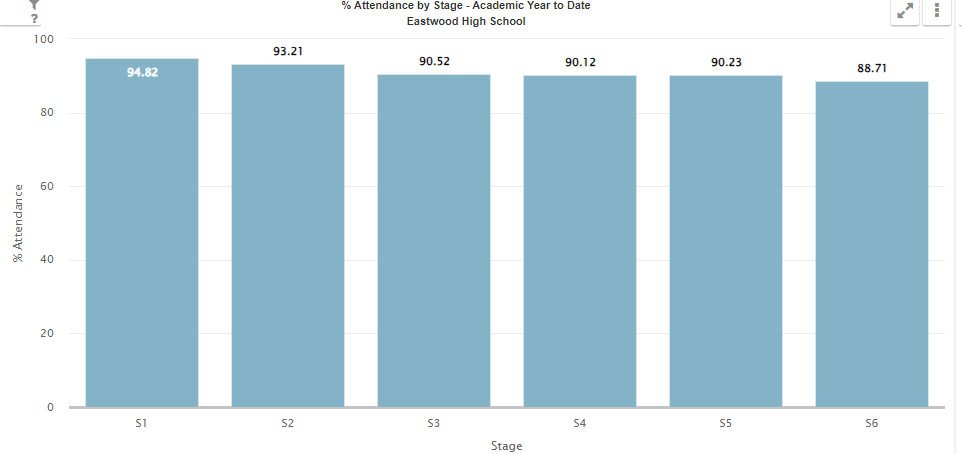 % Attendance by Stage - Academic Year to Date
Eastwood High School
?
100
80
60
40
20
0
% Attendance
94.82
93.21
90.52
90.12
90.23
88.71
S1
S2
S3
S4
S5
S6
Stage